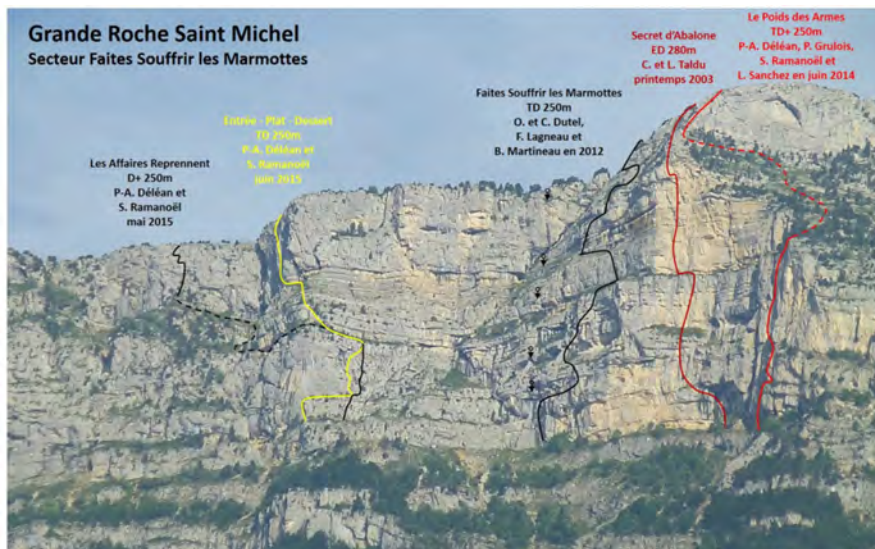 Grande Roche Saint Michel
Secteur Faites Souffrir les Marmottes
Les Affaires Reprennent
D+ 250m
P-A. Déléan et
S. Ramanoël
mai 2015
Entrée - Plat - Dessert
TD 250m
P-A. Déléan et
S. Ramanoël
juin 2015
Faites Souffrir les Marmottes
TD 250m
O. et C. Dutel,
F. Lagneau et
B. Martineau en 2012
Secret d'Abalone
ED 280m
C. et L. Taldu
printemps 2003
Le Poids des Armes
TD+ 250m
P-A. Déléan, P. Grulois,
S. Ramanoël et
L. Sanchez en juin 2014